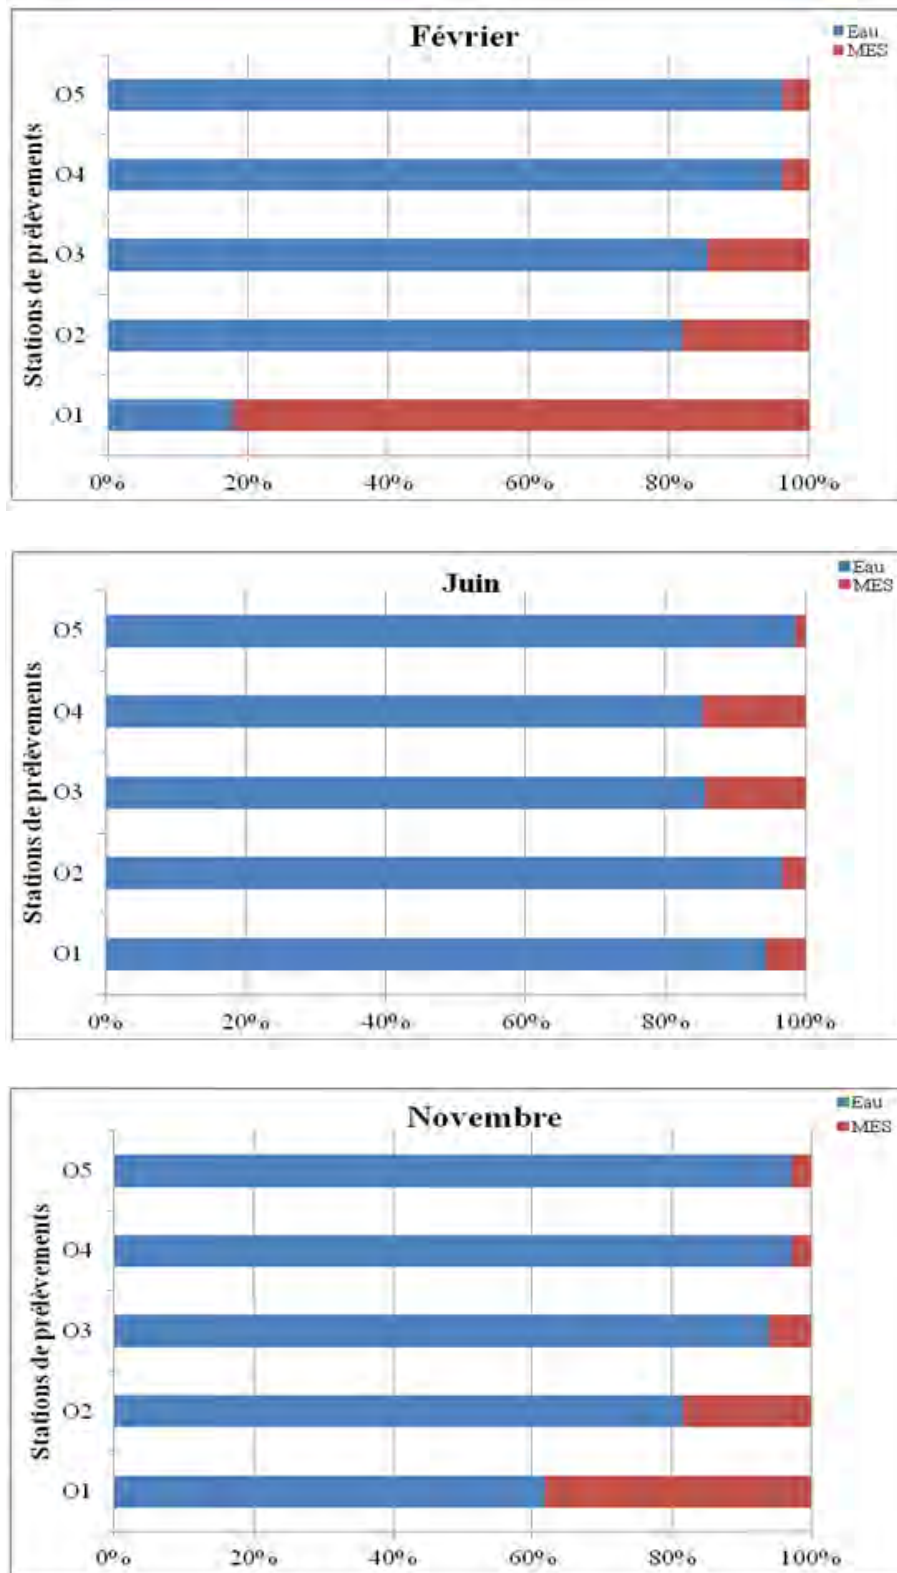 Février
Eau
MES
Stations de prélèvements
O5
O4
O3
O2
O1
0%
20%
40%
60%
80%
100%
Juin
Eau
MES
Stations de prélèvements
O5
O4
O3
O2
O1
0%
20%
40%
60%
80%
100%
Novembre
Eau
MES
Stations de prélèvements
O5
O4
O3
O2
O1
0%
20%
40%
60%
80%
100%